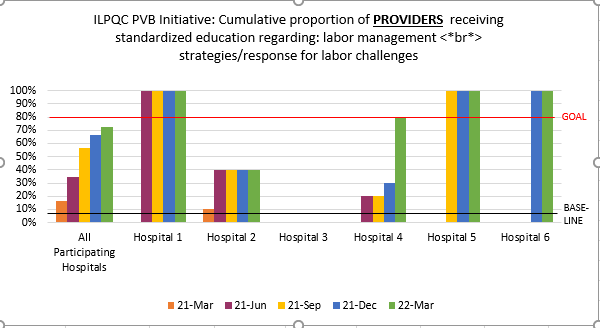 ILPQC PVB Initiative: Cumulative proportion of PROVIDERS receiving
standardized education regarding: labor management <*br*>
strategies/response for labor challenges
100%
90%
80%
70%
60%
50%
40%
30%
20%
10%
0%
GOAL
BASE-
LINE
All
Participating
Hospitals
Hospital 1
Hospital 2
Hospital 3
Hospital 4
Hospital 5
Hospital 6
21-Mar
21-Jun
21-Sep
21-Dec
22-Mar